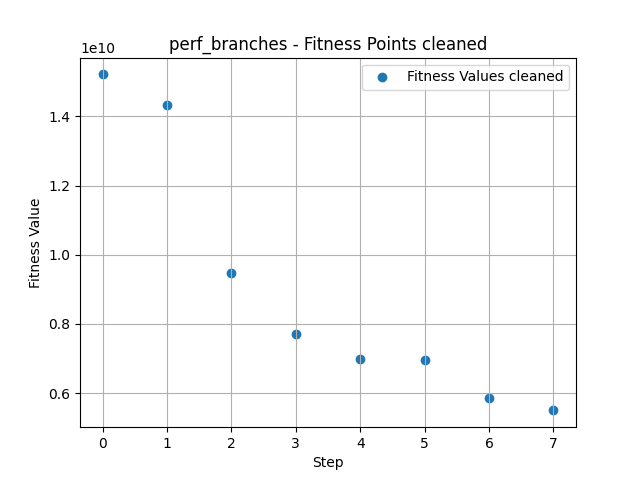 perf_branches - Fitness Points cleaned
1e10
Fitness Values cleaned
1.4
1.2
1.0
0.8
0.6
Fitness Value
0 1 2 3 4 5 6 7
Step